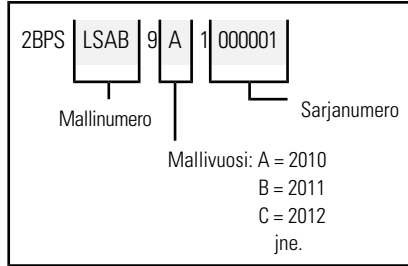 2BPS LSAB 9 A 1 000001
Mallinumero
Sarjanumero
Mallivuosi: A = 2010
B = 2011
C = 2012
jne.